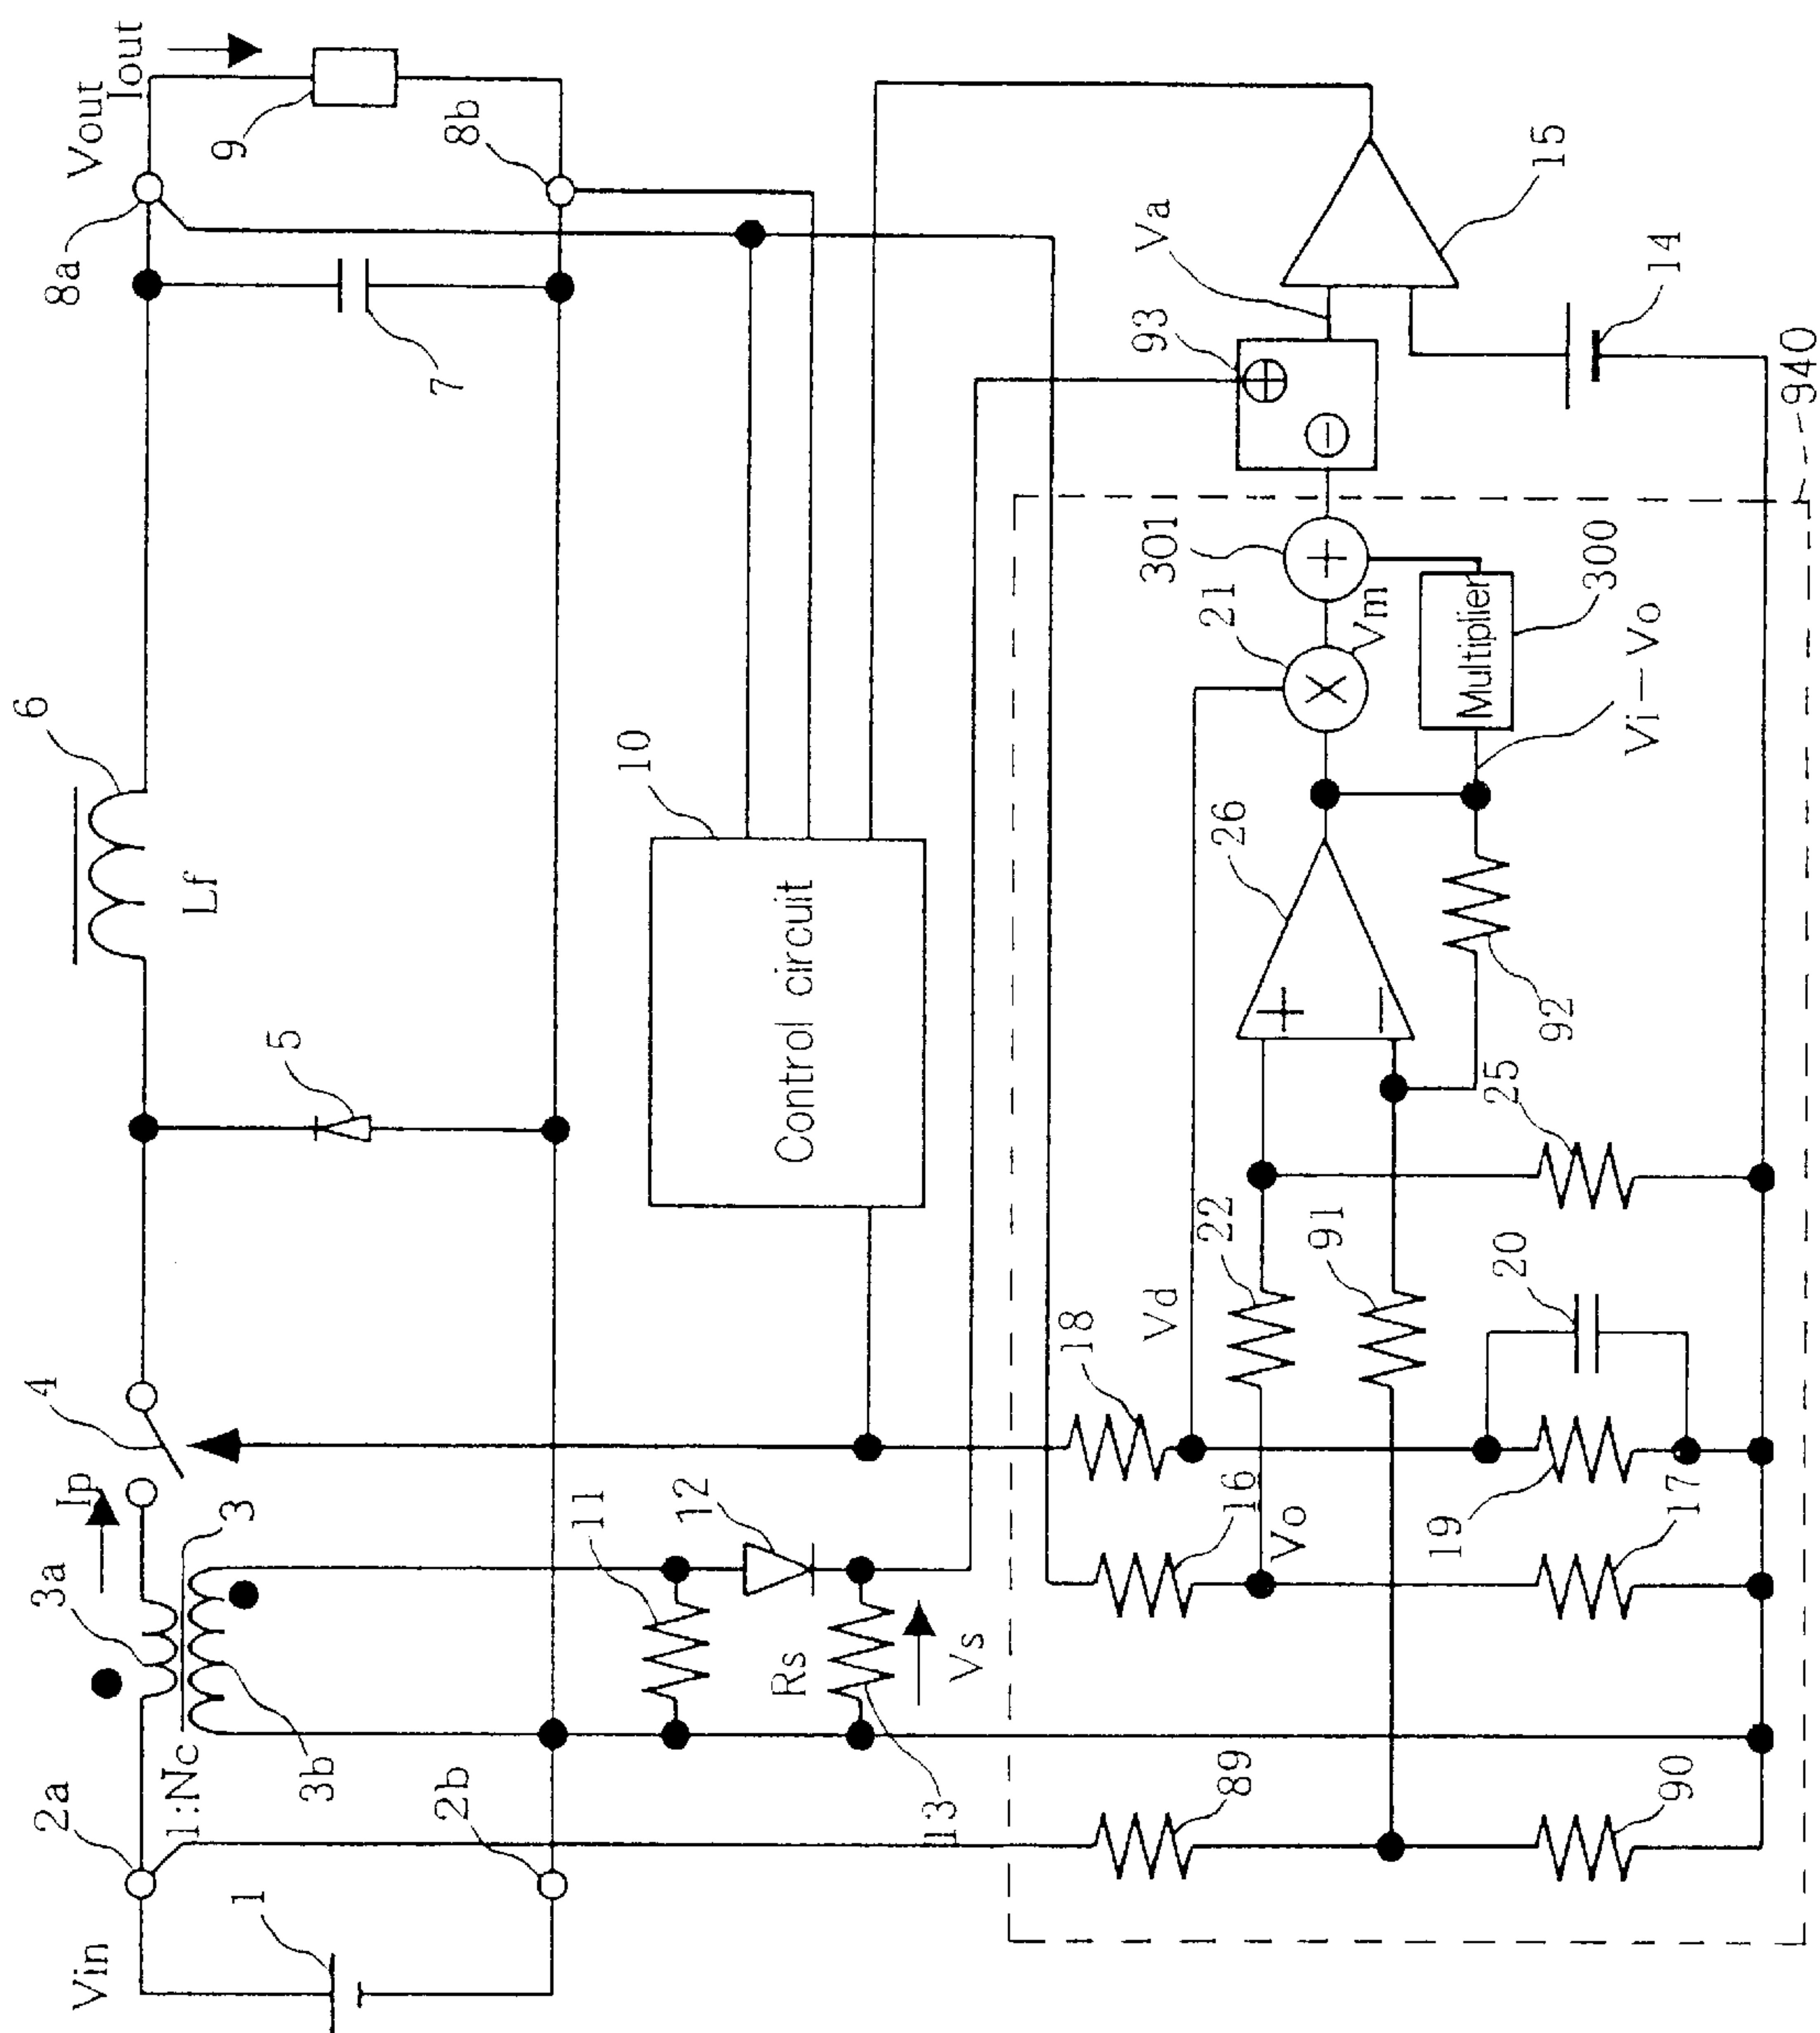 Vin
1
2a
2b
1:Nc
3a
3b
3
Ip
4
5
6
Lf
7
8a
8b
Vout
Iout
9
Control circuit
10
11
12
Rs
13
Vs
89
90
16
Vo
17
18
Vd
19
20
22
91
25
92
26
21
Vm
301
Multiplier
300
Vi-Vo
93
Va
15
14
940